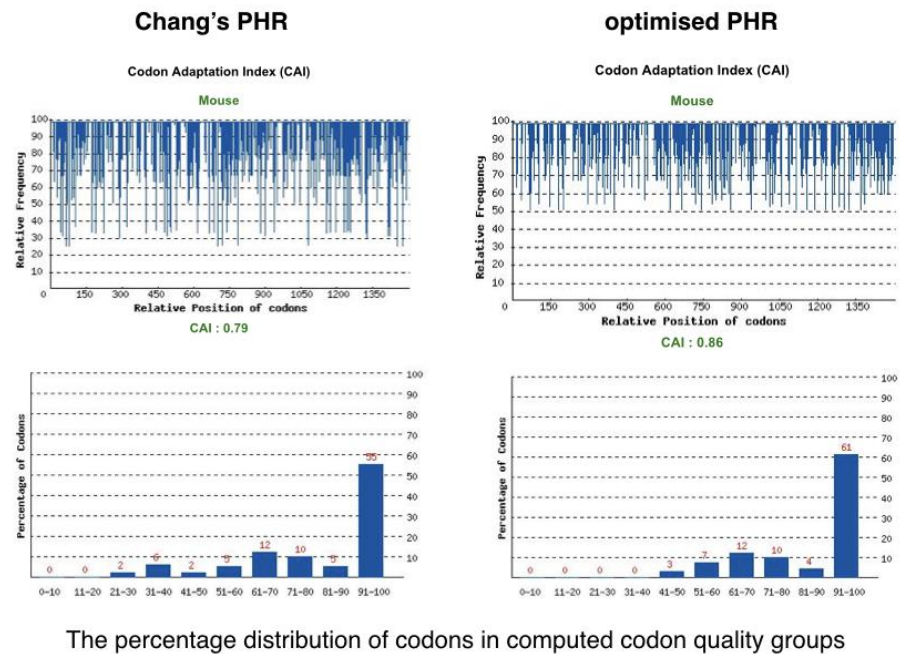 Chang's PHR
Codon Adaptation Index (CAI)
Mouse
Relative Frequency
100
90
80
70
60
50
40
30
20
10
0 150 300 450 600 750 900 1050 1200 1350
Relative Position of codons
CAI : 0.79
optimised PHR
Codon Adaptation Index (CAI)
Mouse
Relative Frequency
100
90
80
70
60
50
40
30
20
10
0 150 300 450 600 750 900 1050 1200 1350
Relative Position of codons
CAI : 0.86
Percentage of Codons
100
90
80
70
60
50
40
30
20
10
0 0 2 6 2 5 12 10 5 55
0-10 11-20 21-30 31-40 41-50 51-60 61-70 71-80 81-90 91-100
Percentage of Codons
100
90
80
70
60
50
40
30
20
10
0 0 0 0 3 7 12 10 4 61
0-10 11-20 21-30 31-40 41-50 51-60 61-70 71-80 81-90 91-100
The percentage distribution of codons in computed codon quality groups